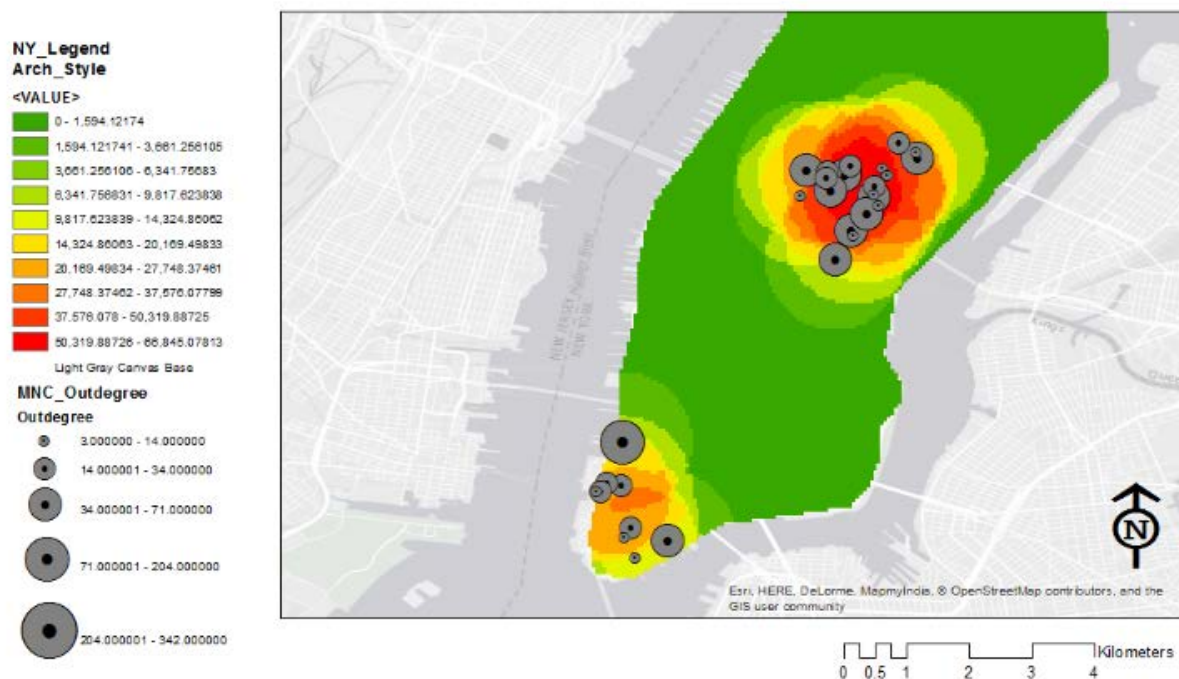 NY_Legend
Arch_Style
<VALUE>
0 - 1,594.12174
1,594.121741 - 3,661.256105
3,661.256106 - 6,341.75683
6,341.756831 - 9,817.623838
9,817.623839 - 14,324.86062
14,324.86063 - 20,169.49833
20,169.49834 - 27,748.37461
27,748.37462 - 37,576.07799
37,576.078 - 50,319.88725
50,319.88726 - 66,845.07813
Light Gray Canvas Base
MNC_Outdegree
Outdegree
3.000000 - 14.000000
14.000001 - 34.000000
34.000001 - 71.000000
71.000001 - 204.000000
204.000001 - 342.000000
NEW JERSEY
NEW YORK
Kings
N
Esri, HERE, DeLorme, MapmyIndia, © OpenStreetMap contributors, and the
GIS user community
Kilometers
0 0.5 1 2 3 4